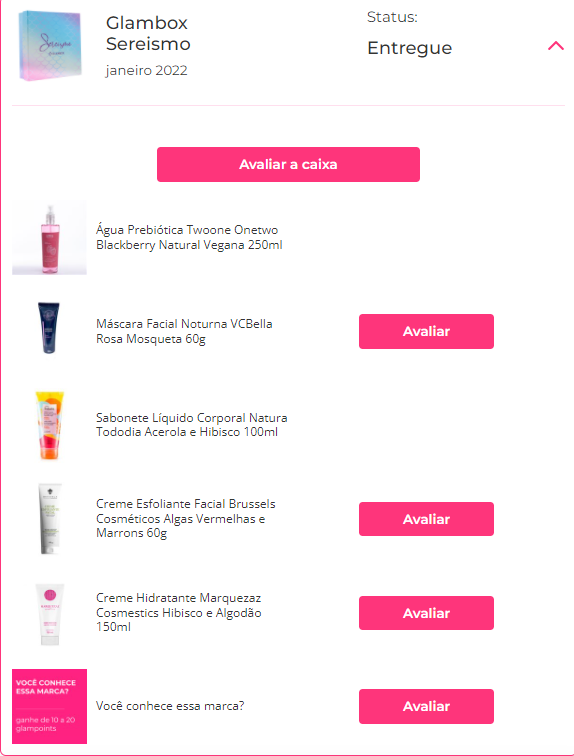 Glambox
Sereismo
janeiro 2022
Status:
Entregue
Sereismo
Avaliar a caixa
Água Prebiótica Twoone Onetwo
Blackberry Natural Vegana 250ml
Máscara Facial Noturna VCBella
Rosa Mosqueta 60g
Avaliar
Sabonete Líquido Corporal Natura
Tododia Acerola e Hibisco 100ml
Creme Esfoliante Facial Brussels
Cosméticos Algas Vermelhas e
Marrons 60g
Avaliar
Creme Hidratante Marquezaz
Cosmestics Hibisco e Algodão
150ml
Avaliar
VOCÊ CONHECE
ESSA MARCA?
ganhe de 10 a 20
glampoints
Você conhece essa marca?
Avaliar